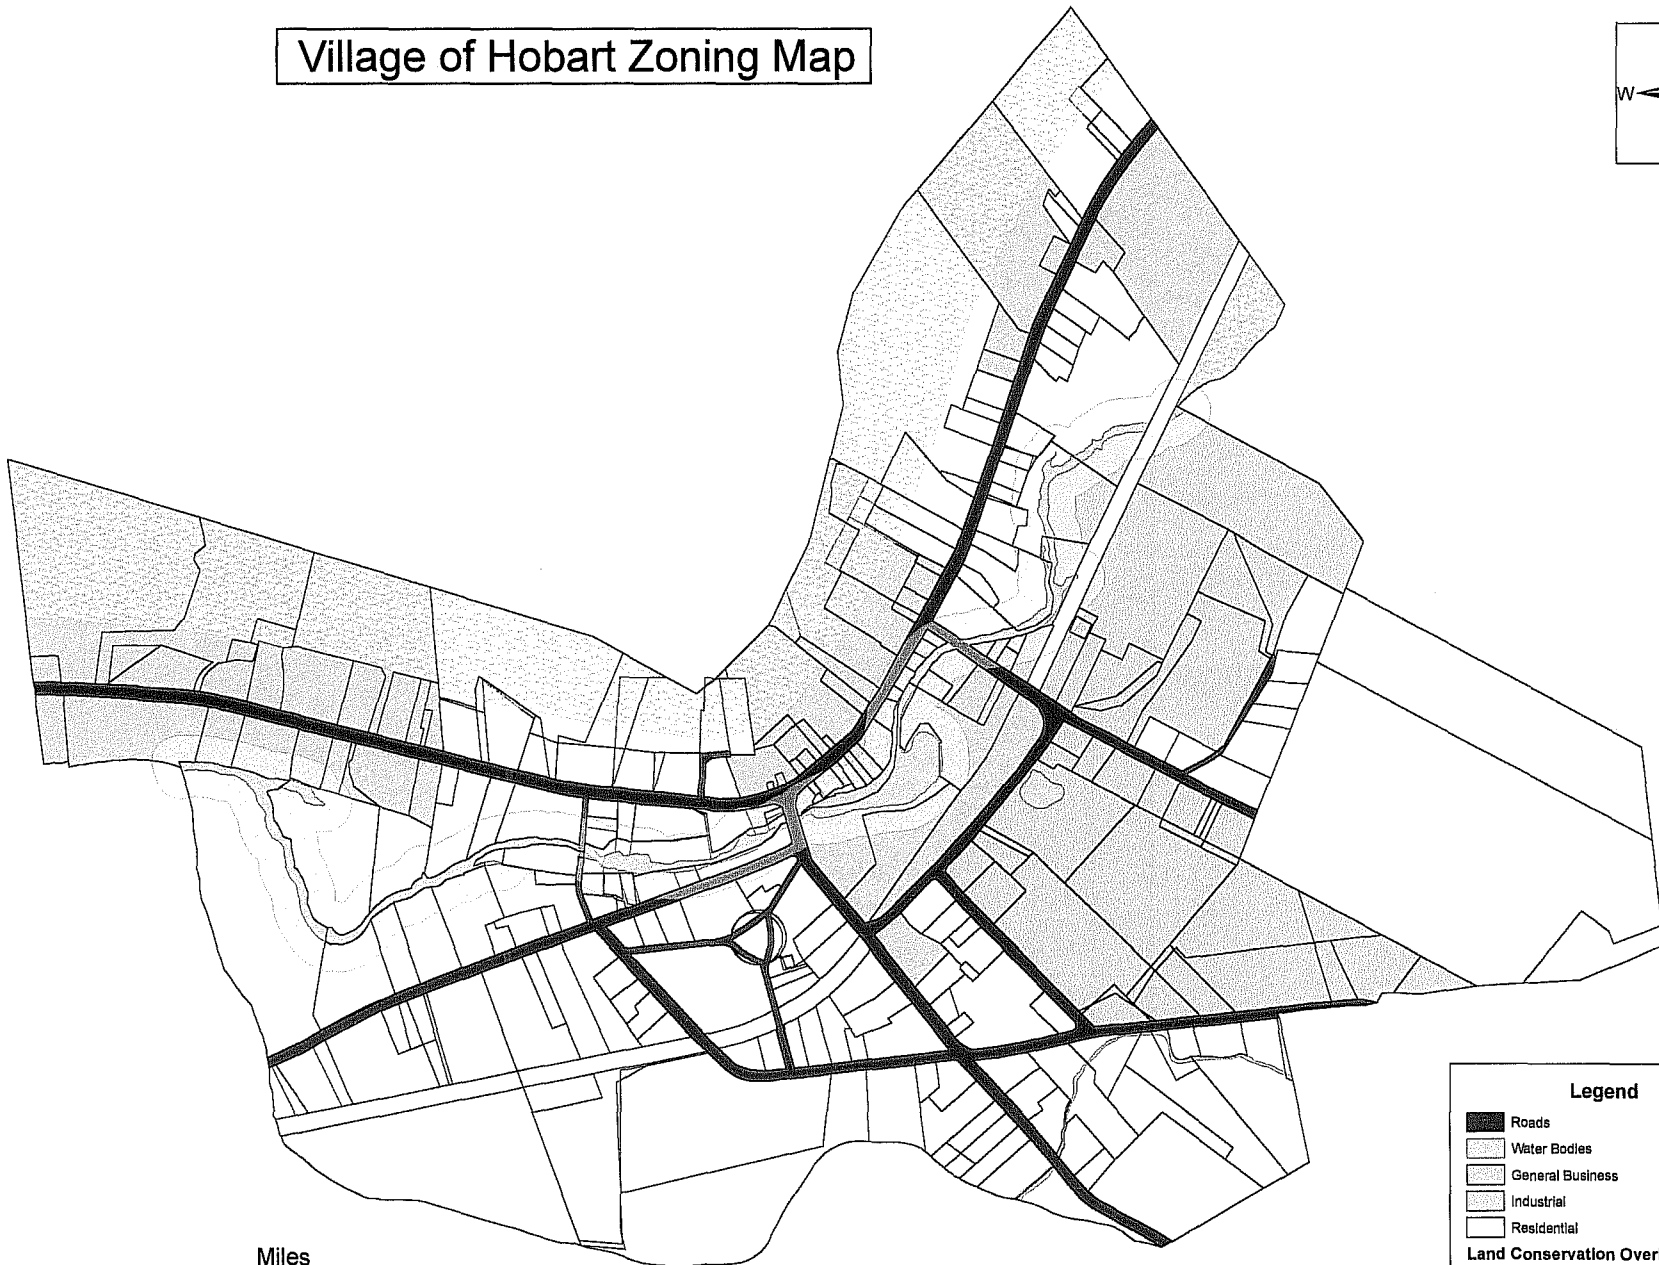 Village of Hobart Zoning Map
W
Legend
Roads
Water Bodies
General Business
Industrial
Residential
Land Conservation Over
Miles